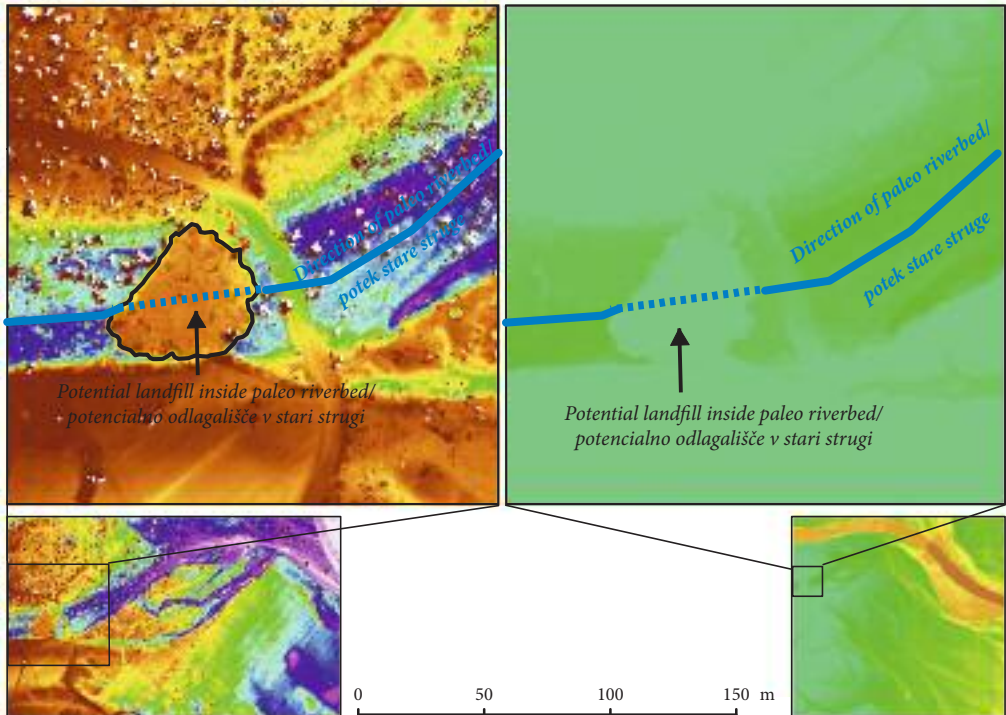 Direction of paleo riverbed/
potek stare struge
Potential landfill inside paleo riverbed/
potencialno odlagališče v stari strugi
Direction of paleo riverbed/
potek stare struge
Potential landfill inside paleo riverbed/
potencialno odlagališče v stari strugi
0 50 100 150 m